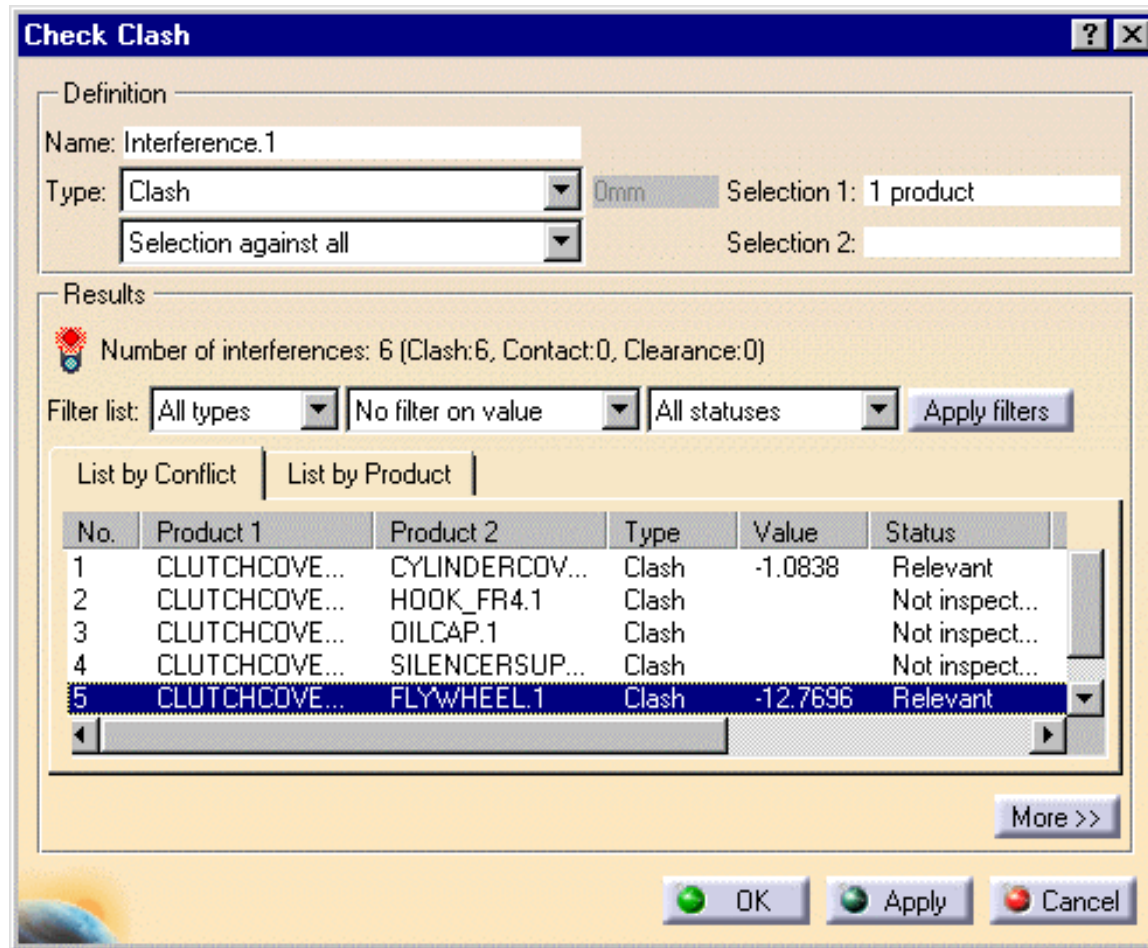 Check Clash
Definition
Name: Interference.1
Type: Clash 0mm Selection 1: 1 product
Selection against all Selection 2:
Results
Number of interferences: 6 (Clash:6, Contact:0, Clearance:0)
Filter list: All types No filter on value All statuses Apply filters
List by Conflict List by Product
No. Product 1 Product 2 Type Value Status
1 CLUTCHCOVE... CYLINDERCOV... Clash -1.0838 Relevant
2 CLUTCHCOVE... HOOK_FR4.1 Clash Not inspect...
3 CLUTCHCOVE... OILCAP.1 Clash Not inspect...
4 CLUTCHCOVE... SILENCERSUP... Clash Not inspect...
5 CLUTCHCOVE... FLYWHEEL.1 Clash -12.7696 Relevant
More >>
OK Apply Cancel